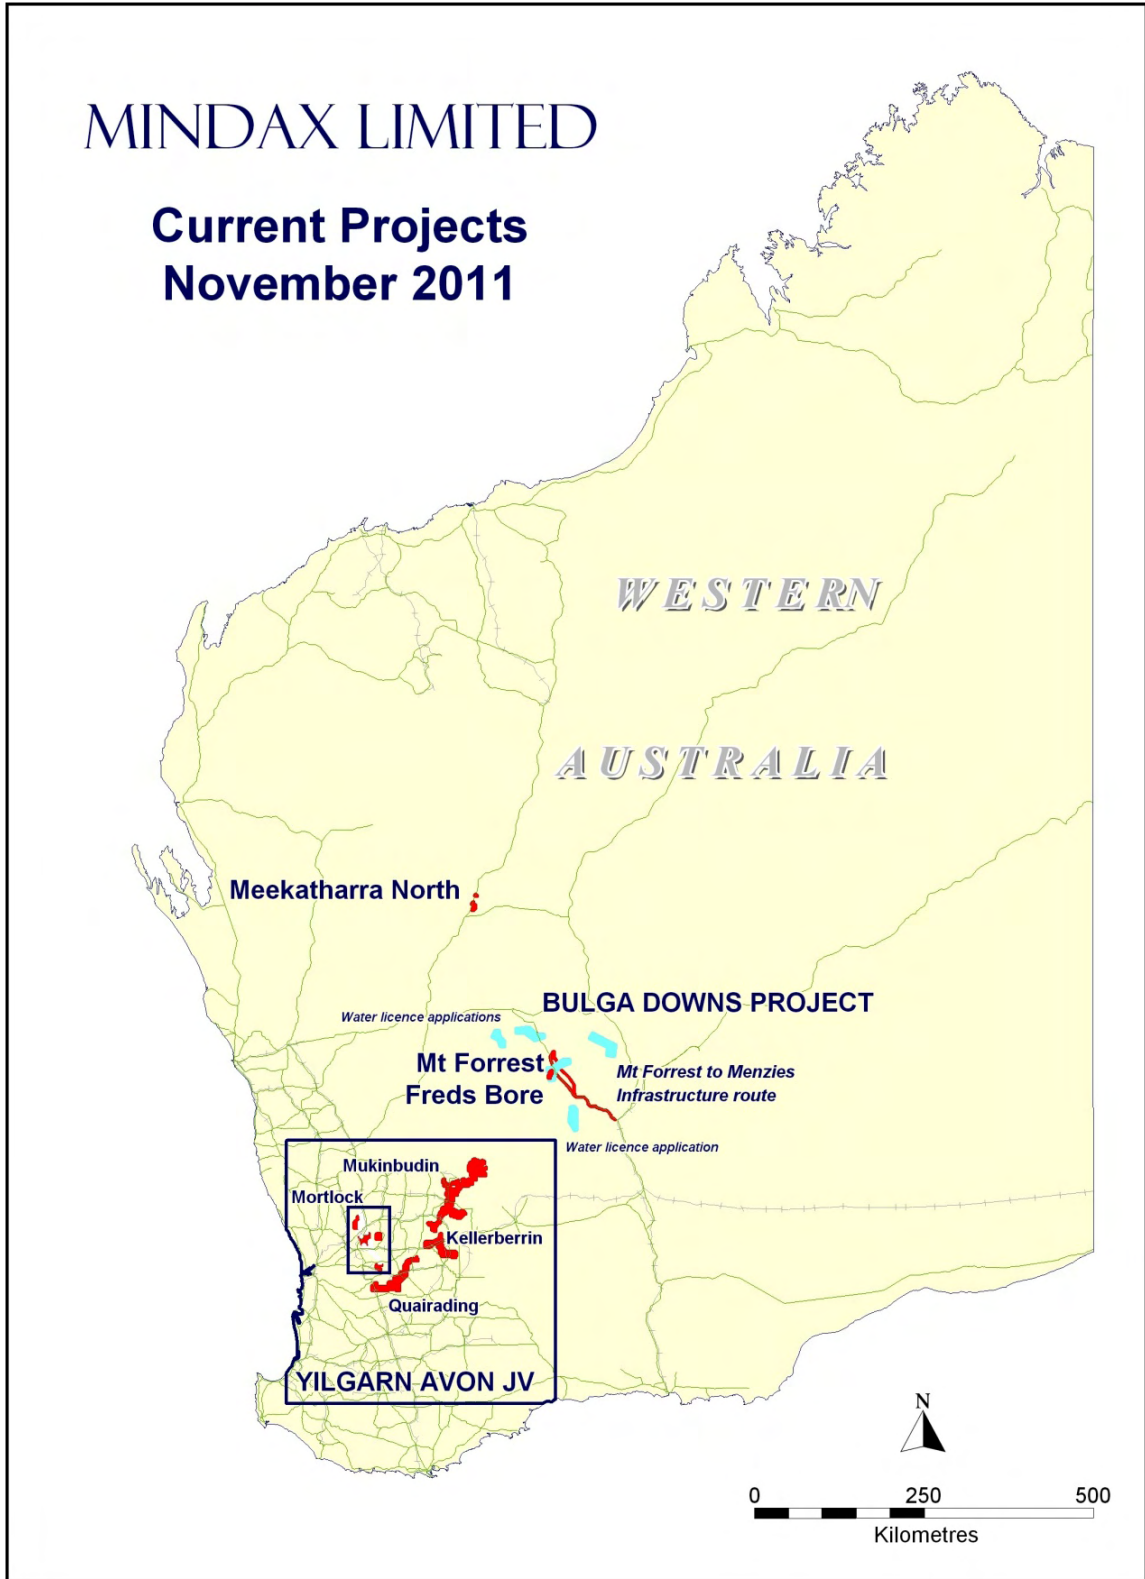 MINDAX LIMITED
Current Projects
November 2011
WESTERN
AUSTRALIA
Meekatharra North
BULGA DOWNS PROJECT
Water licence applications
Mt Forrest
Freds Bore
Mt Forrest to Menzies
Infrastructure route
Water licence application
Mukinbudin
Mortlock
Kellerberrin
Quairading
YILGARN AVON JV
N
0 250 500
Kilometres